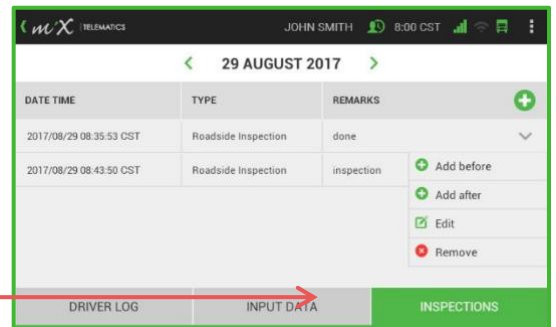 MiX TELEMATICS JOHN SMITH 8:00 CST
29 AUGUST 2017
DATE TIME TYPE REMARKS
2017/08/29 08:35:53 CST Roadside Inspection done
2017/08/29 08:43:50 CST Roadside Inspection inspection
Add before
Add after
Edit
Remove
DRIVER LOG INPUT DATA INSPECTIONS